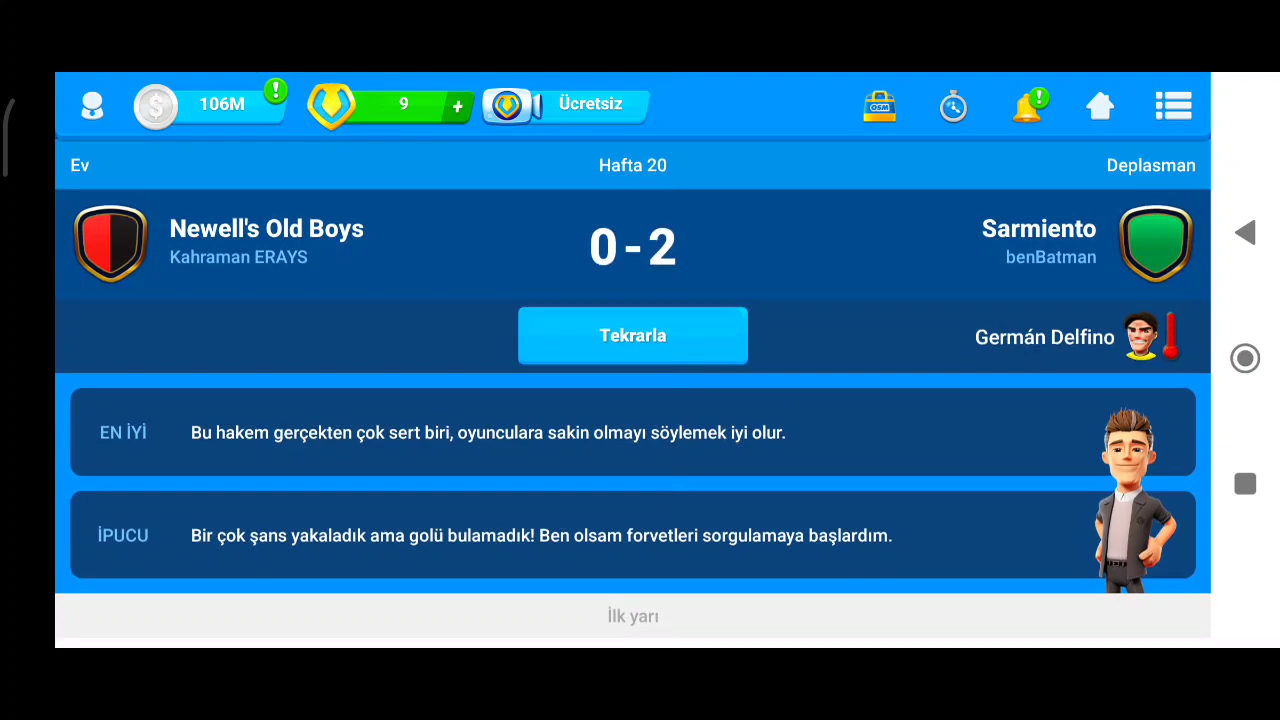 106M
!
9
+
Ücretsiz
OSM
!
Ev
Hafta 20
Deplasman
Newell's Old Boys
Kahraman ERAYS
0 - 2
Sarmiento
benBatman
Tekrarla
Germán Delfino
EN İYİ
Bu hakem gerçekten çok sert biri, oyunculara sakin olmayı söylemek iyi olur.
İPUCU
Bir çok şans yakaladık ama golü bulamadık! Ben olsam forvetleri sorgulamaya başlardım.
İlk yarı